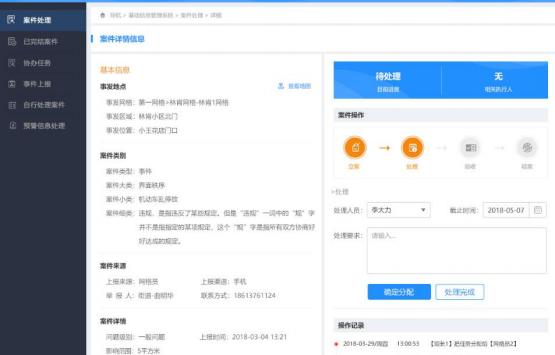 案件处理
已完结案件
协办任务
事件上报
自行处理案件
预警信息处理
导航 > 基础信息管理系统 > 案件处理 > 详细
案件详情信息
基本信息
事发地点
查看地图
事发网格：第一网格>林肯网格-林肯1网格
事发区域：林肯小区北门
事发位置：小王花店门口
案件类别
案件类型：事件
案件大类：界面秩序
案件小类：机动车乱停放
案件细类：违规，是指违反了某些规定。但是“违规”一词中的“规”字
并不是指指定的某项规定，这个“规”字是指所有双方协商好
好达成的规定。
案件来源
上报来源：网格员
上报渠道：手机
举 报 人：街道-曲明华
联系方式：18613761124
案件详情
问题级别：一般问题
上报时间：2018-03-04 13:21
影响范围：5平方米
待处理
目前进度
无
相关执行人
案件操作
立案
处理
验收
结案
>处理
处理人员：
李大力
截止时间：
2018-05-07
处理要求：
请输入...
确定分配
处理完成
操作记录
2018-03-29/周四
13:00:53
【组长1】把任务分配给【网格员2】